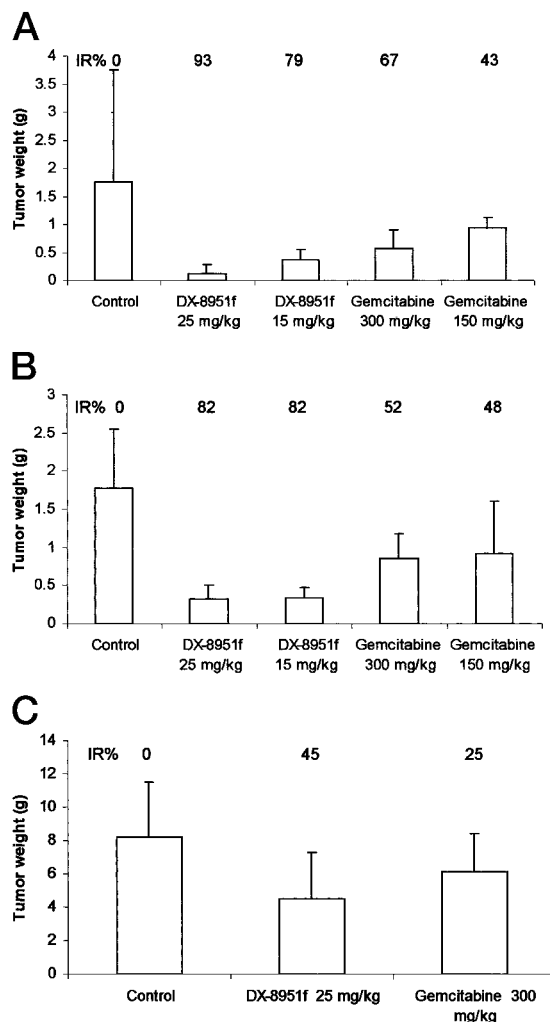 A
IR% 0 93 79 67 43
4
3.5
3
2.5
2
1.5
1
0.5
0
Tumor weight (g)
Control DX-8951f DX-8951f Gemcitabine Gemcitabine
25 mg/kg 15 mg/kg 300 mg/kg 150 mg/kg
B
IR% 0 82 82 52 48
3
2.5
2
1.5
1
0.5
0
Tumor weight (g)
Control DX-8951f DX-8951f Gemcitabine Gemcitabine
25 mg/kg 15 mg/kg 300 mg/kg 150 mg/kg
C
IR% 0 45 25
14
12
10
8
6
4
2
0
Tumor weight (g)
Control DX-8951f 25 mg/kg Gemcitabine 300
mg/kg